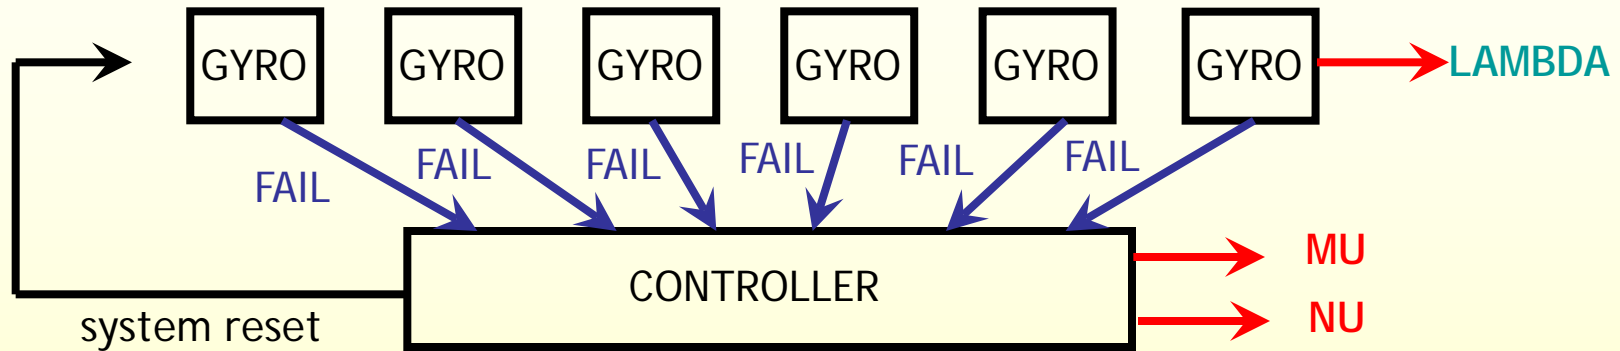 GYRO GYRO GYRO GYRO GYRO GYRO LAMBDA
FAIL FAIL FAIL FAIL FAIL FAIL
MU
CONTROLLER
NU
system reset